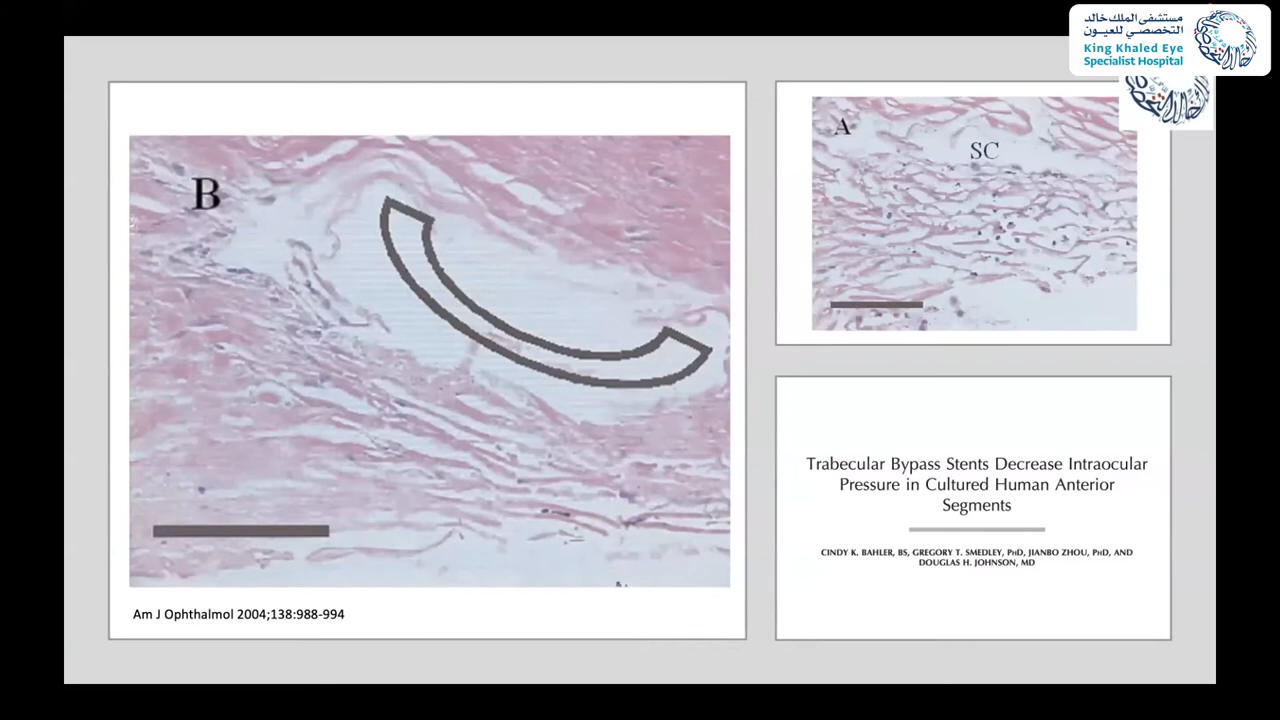 مستشفى الملك خالد
التخصصي للعيون
King Khaled Eye
Specialist Hospital
B
A
SC
Am J Ophthalmol 2004;138:988-994
Trabecular Bypass Stents Decrease Intraocular
Pressure in Cultured Human Anterior
Segments
CINDY K. BAHLER, BS, GREGORY T. SMEDLEY, PHD, JIANBO ZHOU, PHD, AND
DOUGLAS H. JOHNSON, MD